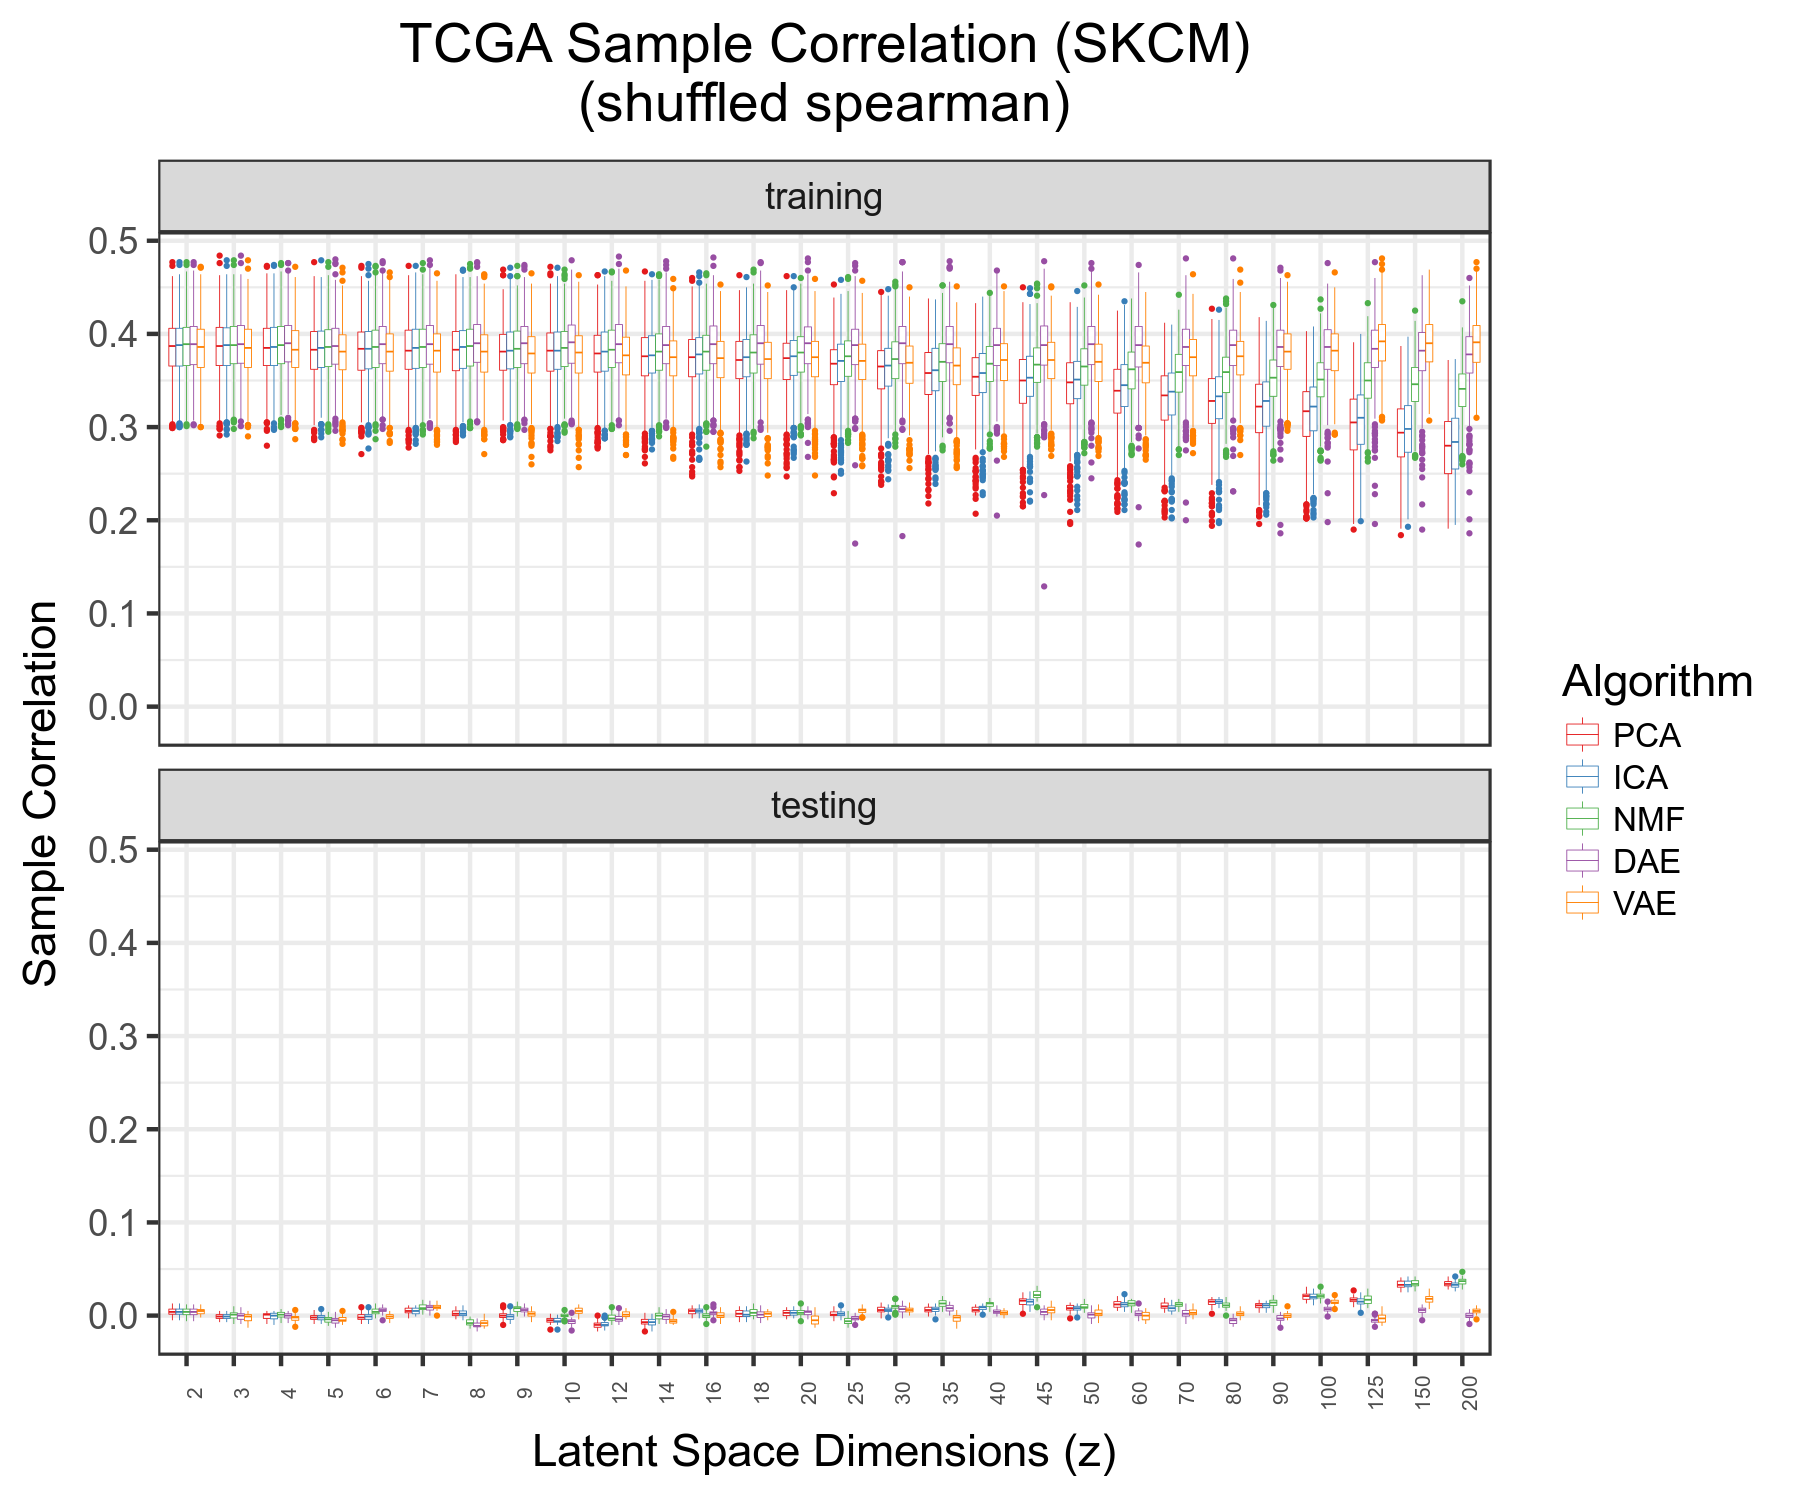 TCGA Sample Correlation (SKCM)
(shuffled spearman)
training
0.5
0.4
0.3
0.2
0.1
0.0
testing
0.5
0.4
0.3
0.2
0.1
0.0
Sample Correlation
2 3 4 5 6 7 8 9 10 12 14 16 18 20 25 30 35 40 45 50 60 70 80 90 100 125 150 200
Latent Space Dimensions (z)
Algorithm
PCA
ICA
NMF
DAE
VAE